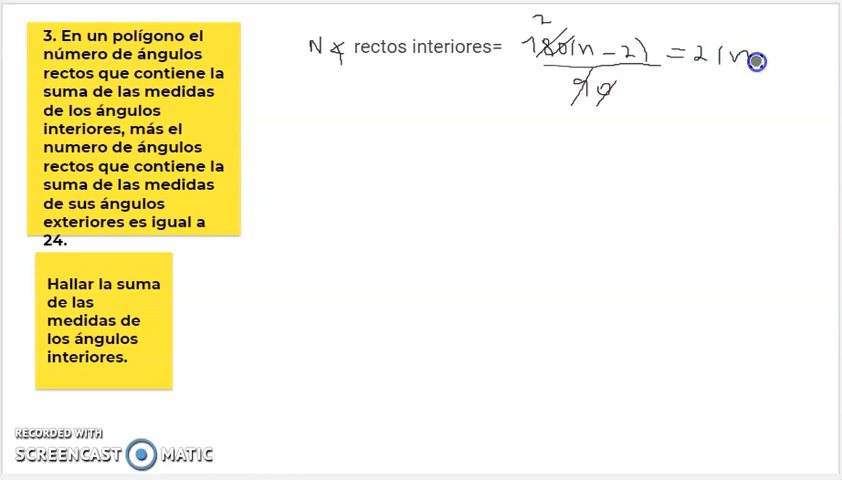 3. En un polígono el
número de ángulos
rectos que contiene la
suma de las medidas
de los ángulos
interiores, más el
numero de ángulos
rectos que contiene la
suma de las medidas
de sus ángulos
exteriores es igual a
24.
Hallar la suma
de las
medidas de
los ángulos
interiores.
2
N ∡ rectos interiores= 180(n - 2) = 2(n
90
RECORDED WITH
SCREENCAST MATIC